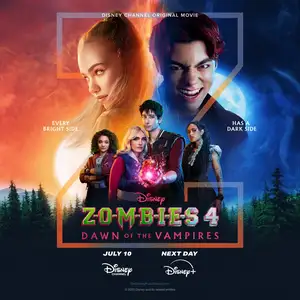 DISNEY CHANNEL ORIGINAL MOVIE
EVERY
BRIGHT SIDE
HAS A
DARK SIDE
Disney
Z-O-M-B-I-E-S 4
DAWN OF THE VAMPIRES
JULY 10
Disney
CHANNEL
NEXT DAY
Disney+